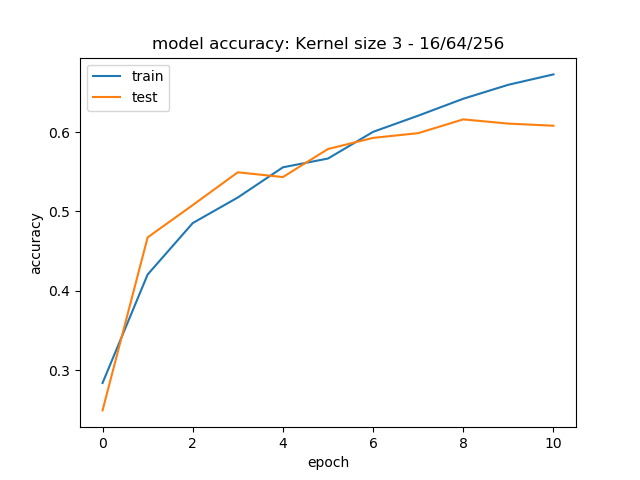 model accuracy: Kernel size 3 - 16/64/256
train
test
accuracy
0.6
0.5
0.4
0.3
0 2 4 6 8 10
epoch